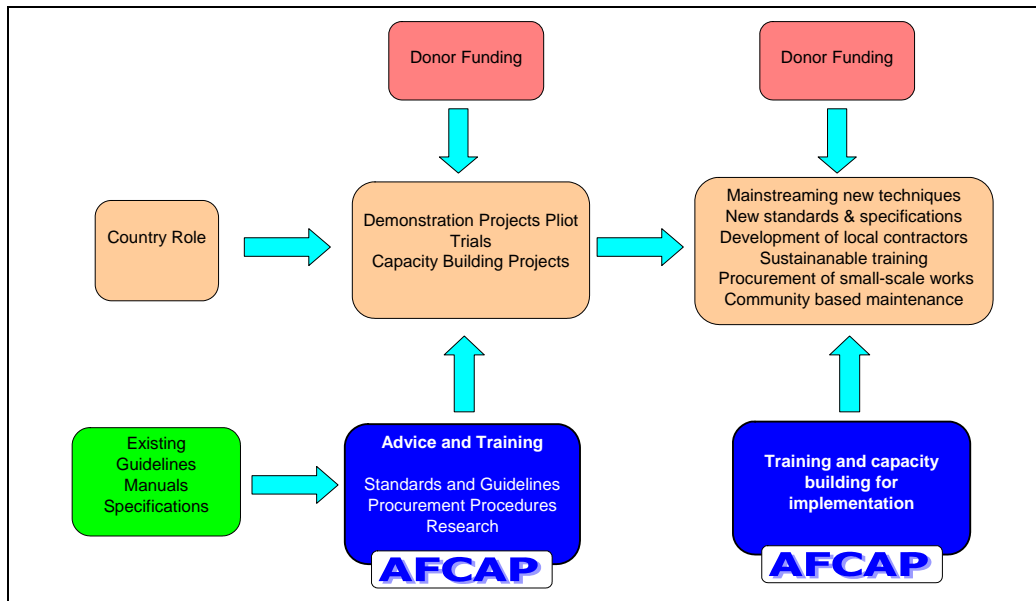 Donor Funding
Donor Funding
Country Role
Demonstration Projects Pliot
Trials
Capacity Building Projects
Mainstreaming new techniques
New standards & specifications
Development of local contractors
Sustainanable training
Procurement of small-scale works
Community based maintenance
Existing
Guidelines
Manuals
Specifications
Advice and Training
Standards and Guidelines
Procurement Procedures
Research
AFCAP
Training and capacity
building for
implementation
AFCAP